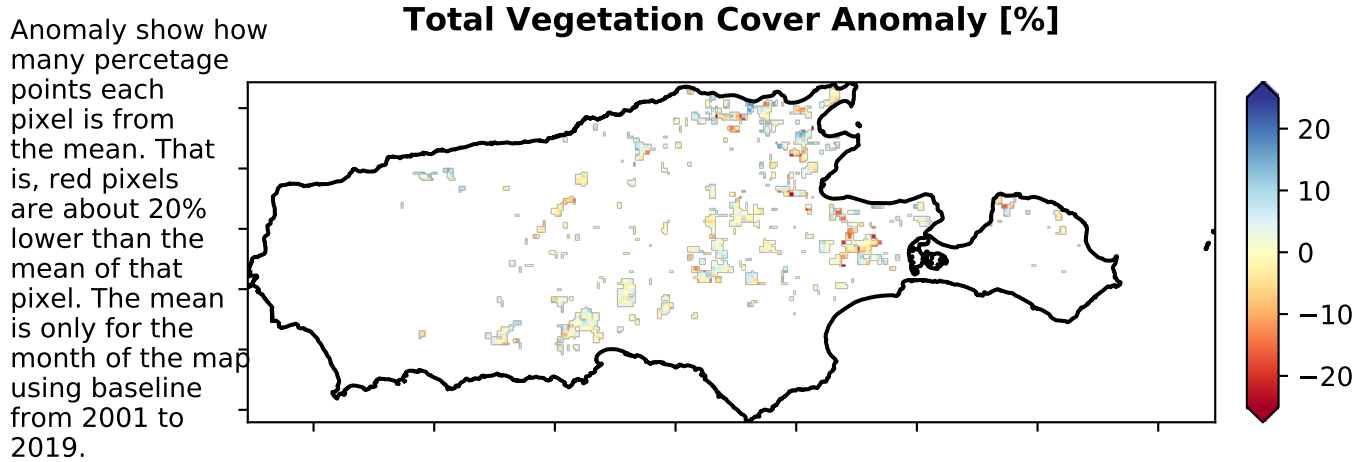 Total Vegetation Cover Anomaly [%]
Anomaly show how
many percetage
points each
pixel is from
the mean. That
is, red pixels
are about 20%
lower than the
mean of that
pixel. The mean
is only for the
month of the map
using baseline
from 2001 to
2019.
20
10
0
−10
−20